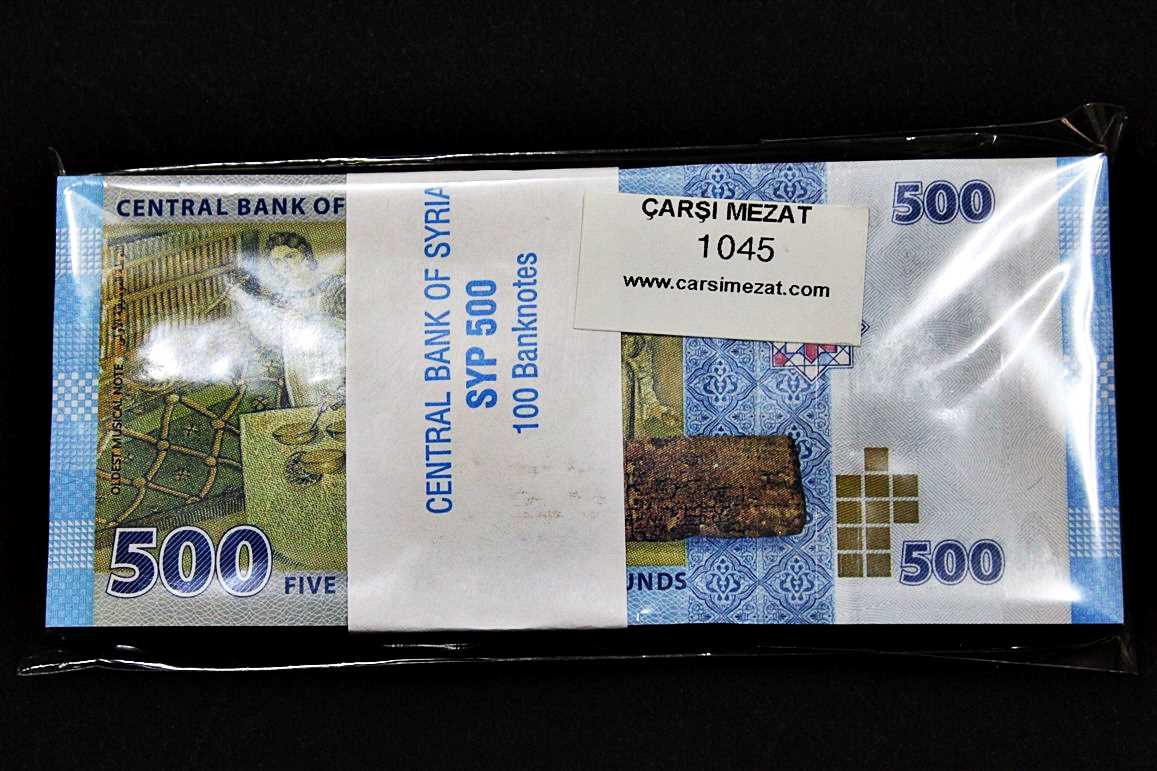 CENTRAL BANK OF
OLDEST MUSICAL NOTE
500
FIVE
CENTRAL BANK OF SYRIA
SYP 500
100 Banknotes
ÇARŞI MEZAT
1045
www.carsimezat.com
500
UNDS
500